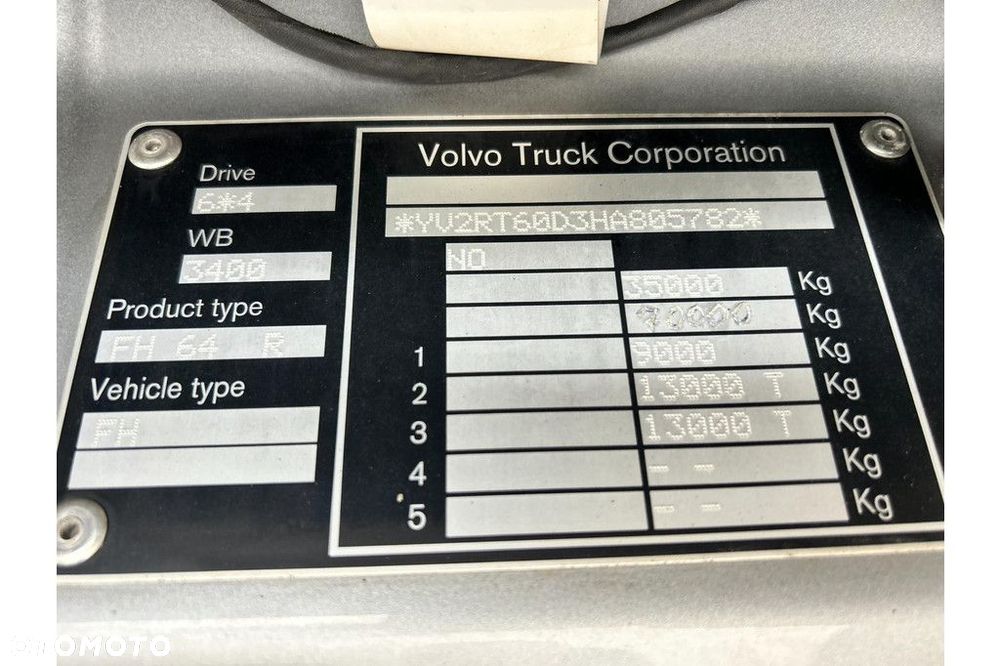 Drive
6*4
WB
3400
Product type
FH 64 R
Vehicle type
FH
Volvo Truck Corporation
*YV2RT60D3HA805782*
NO
35000 Kg
90000 Kg
1 9000 Kg
2 13000 T Kg
3 13000 T Kg
4 - - Kg
5 - - Kg
OTOMOTO